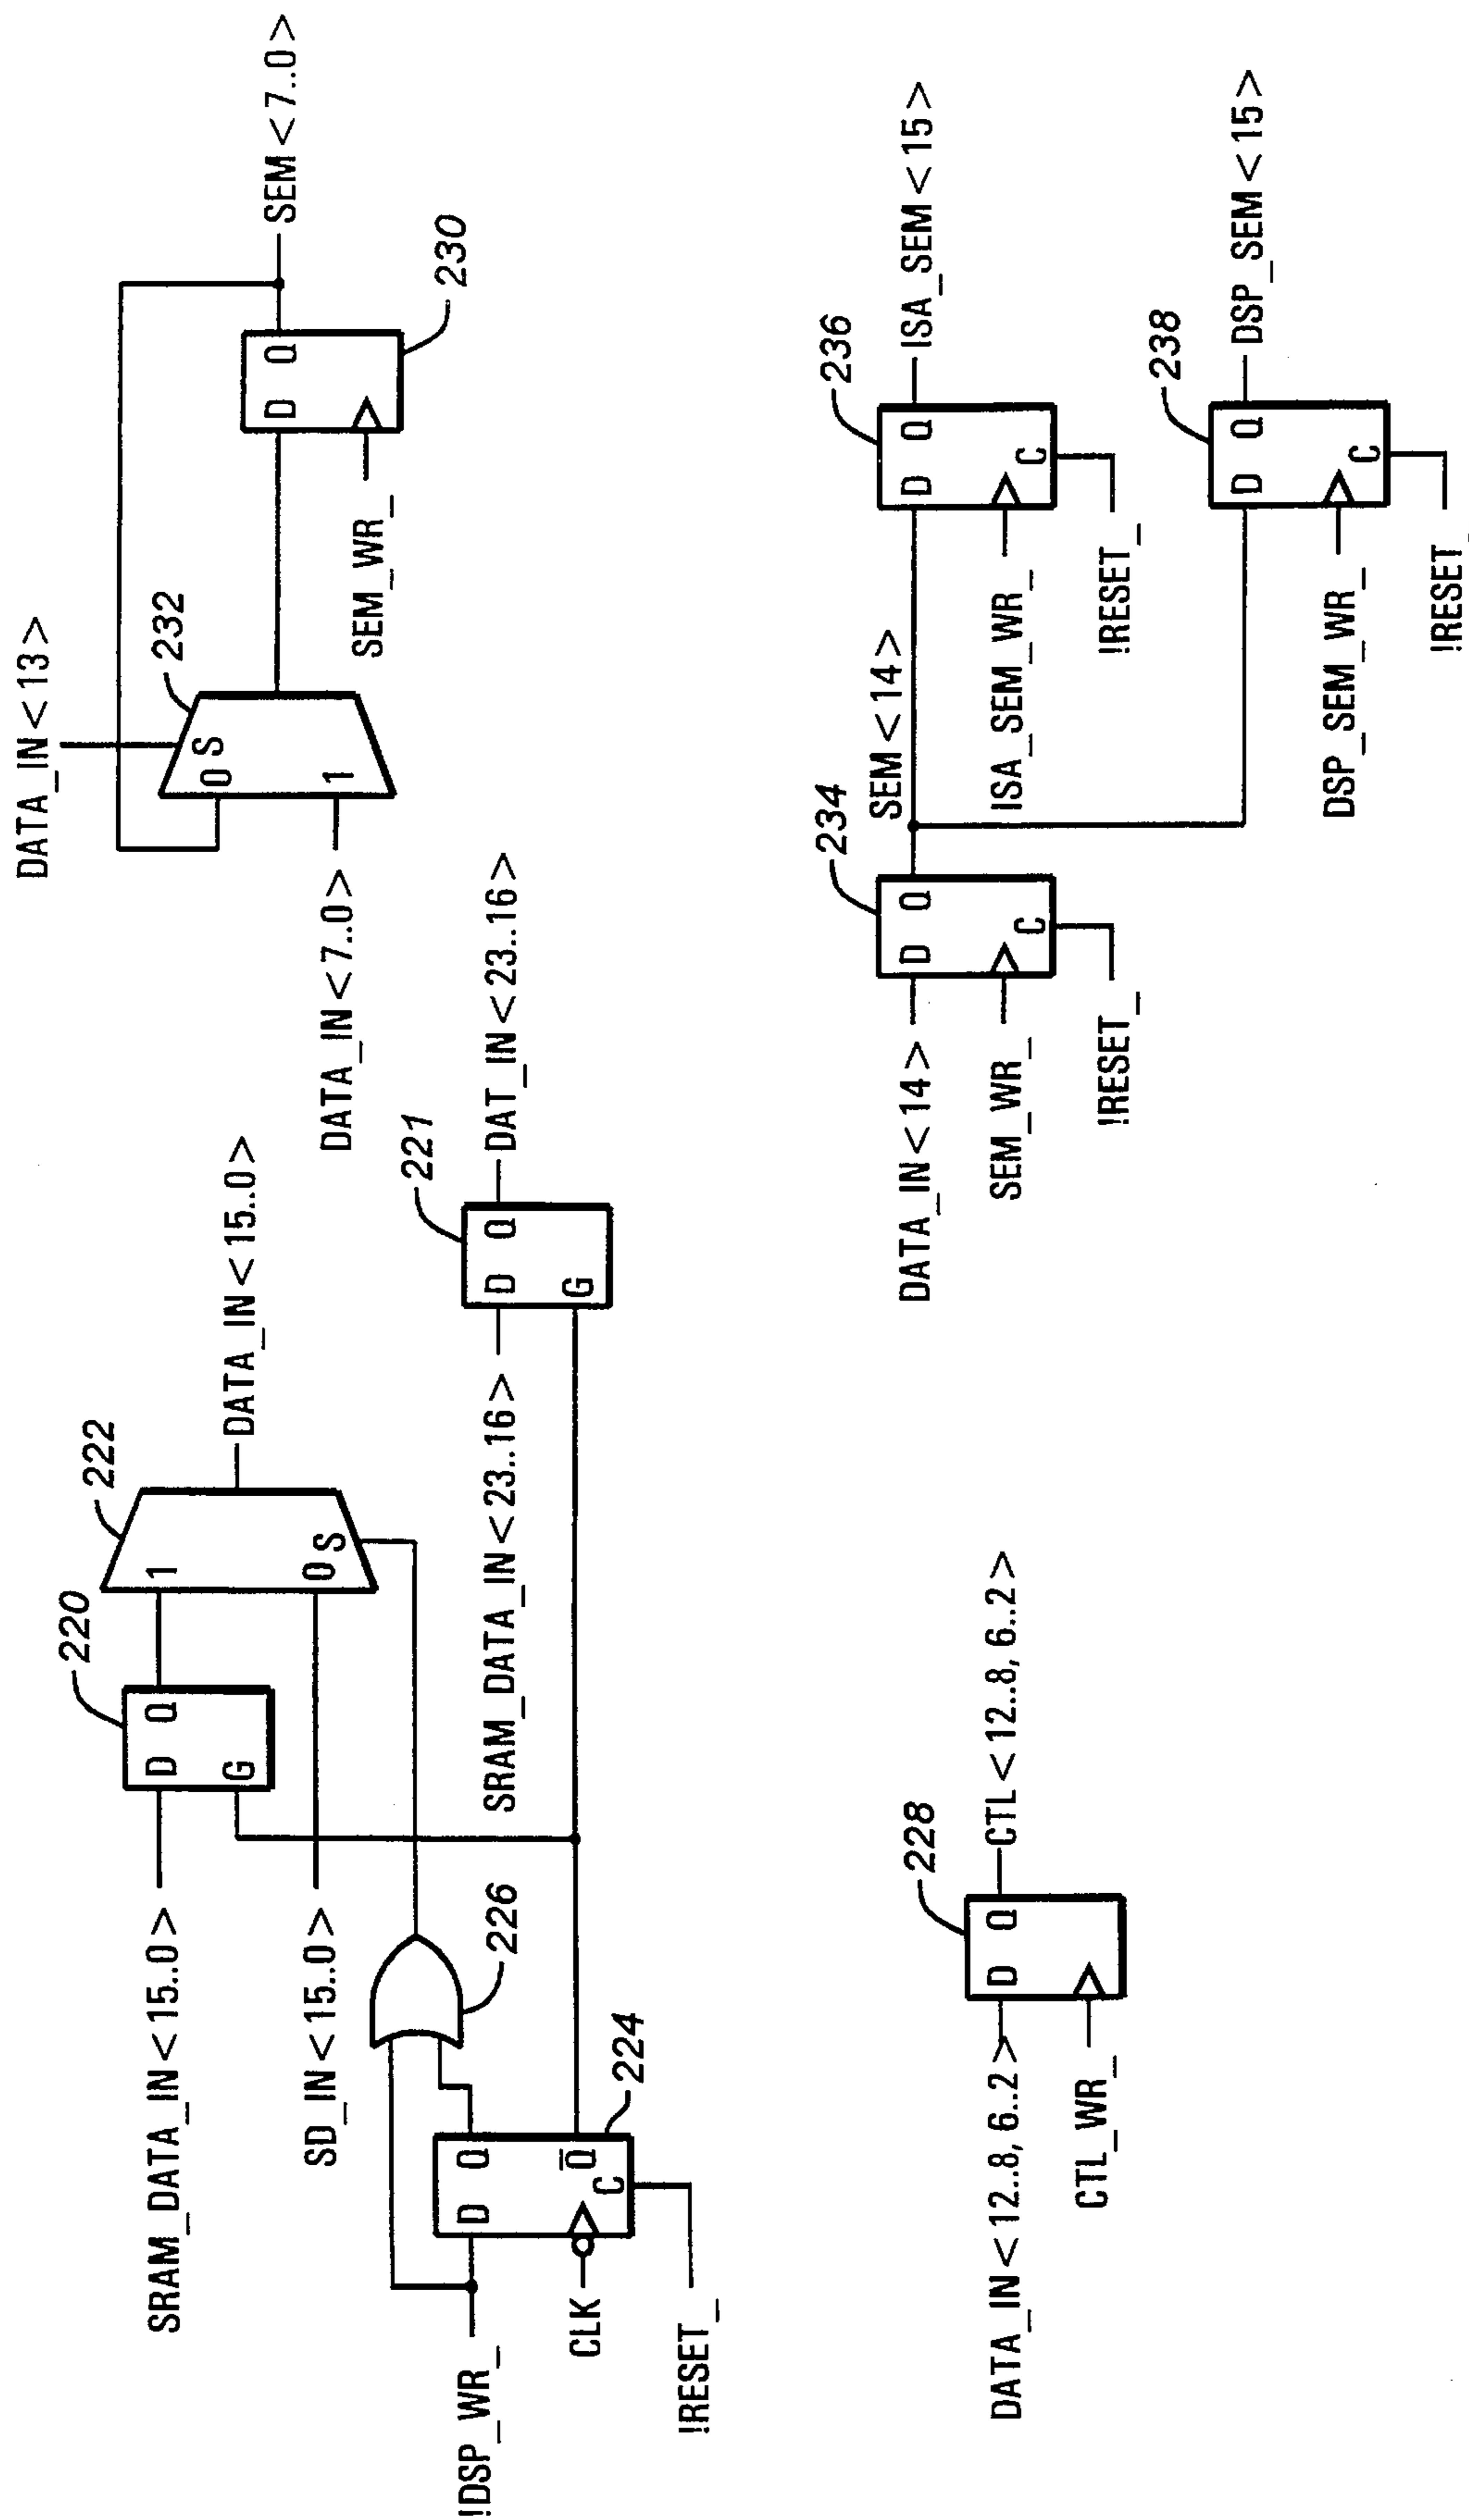 SRAM_DATA_IN<15..0>
SD_IN<15..0>
!DSP_WR_
CLK
!RESET_
D Q
Q
C
224
226
D Q
G
220
1
0 S
222
DATA_IN<15..0>
SRAM_DATA_IN<23..16>
D Q
G
221
DAT_IN<23..16>
DATA_IN<13>
DATA_IN<7..0>
0 S
1
232
SEM_WR_
D Q
230
SEM<7..0>
DATA_IN<12..8, 6..2>
CTL_WR_
D Q
228
CTL<12..8, 6..2>
DATA_IN<14>
SEM_WR_
!RESET_
D Q
C
234
SEM<14>
ISA_SEM_WR_
!RESET_
D Q
C
236
ISA_SEM<15>
DSP_SEM_WR_
!RESET_
D Q
C
238
DSP_SEM<15>